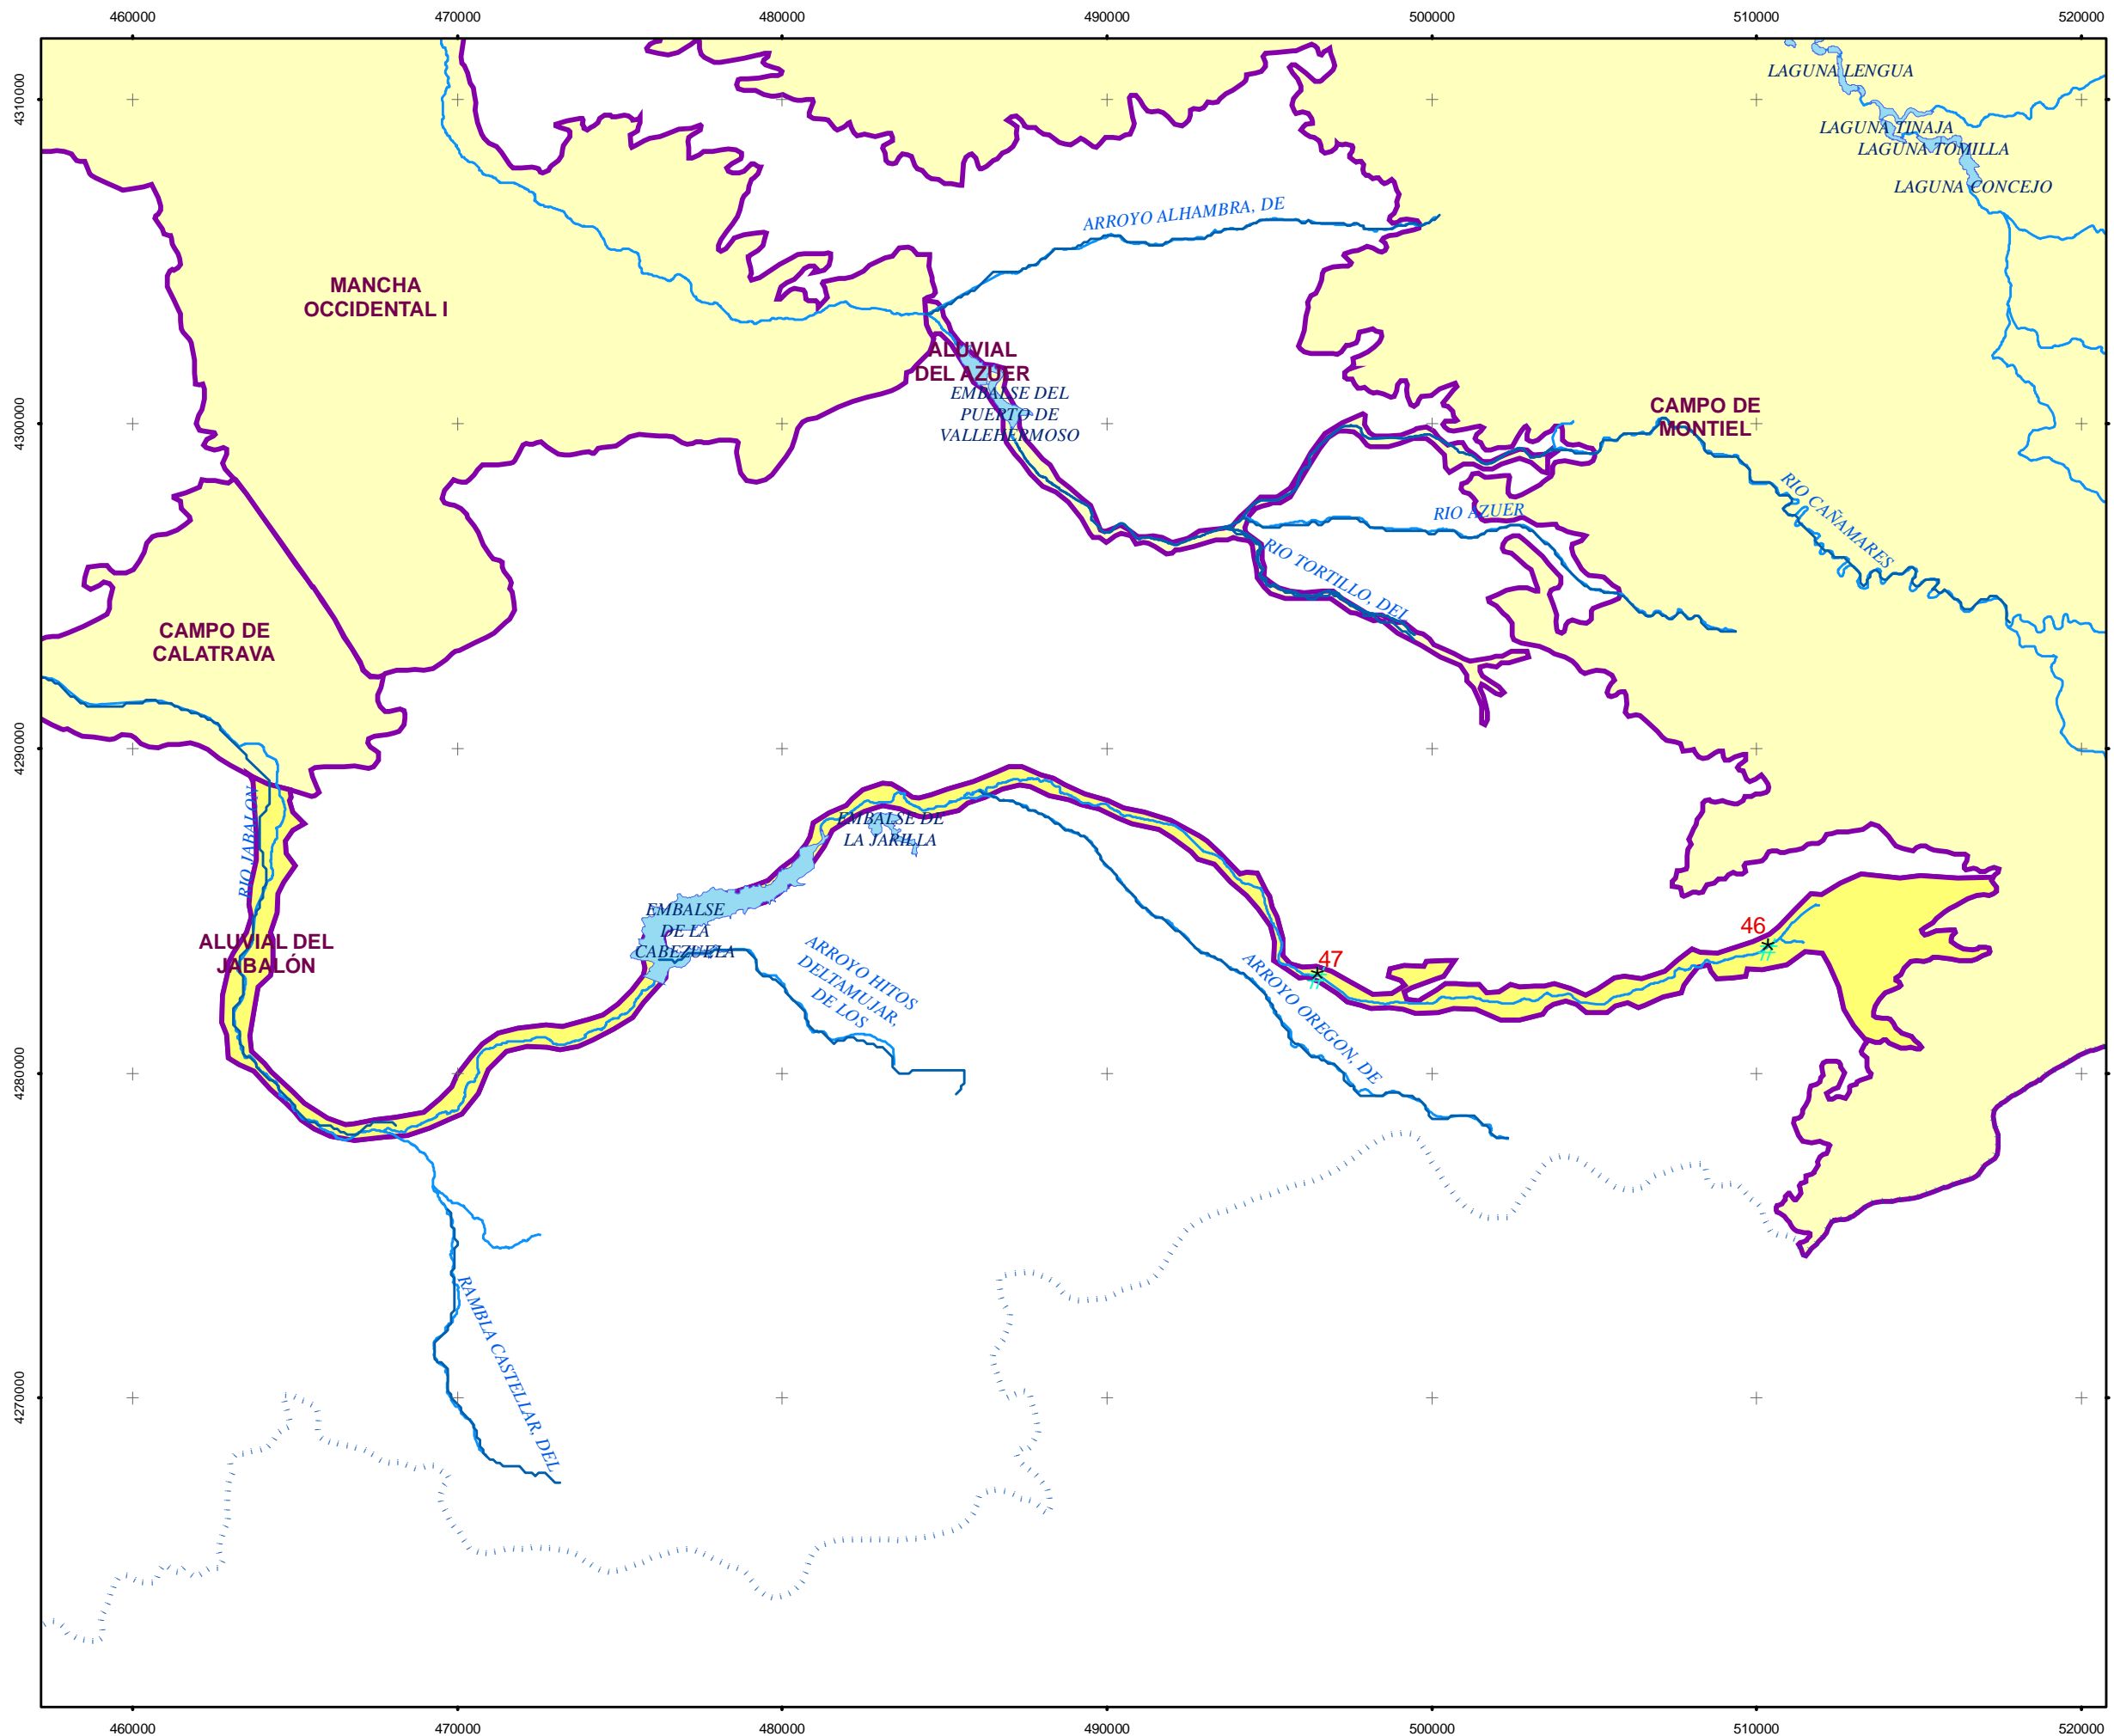 460000 470000 480000 490000 500000 510000 520000
4310000
4300000
4290000
4280000
4270000
LAGUNA LENGUA
LAGUNA TINAJA
LAGUNA TOMILLA
LAGUNA CONCEJO
ARROYO ALHAMBRA, DE
MANCHA
OCCIDENTAL I
ALUVIAL
DEL AZUER
EMBALSE DEL
PUERTO DE
VALLEHERMOSO
CAMPO DE
MONTIEL
RIO CAÑAMARES
RIO AZUER
RIO TORTILLO, DEL
CAMPO DE
CALATRAVA
RIO JABALON
EMBALSE DE
LA JARILLA
EMBALSE
DE LA
CABEZUELA
ALUVIAL DEL
JABALÓN
ARROYO HITOS
DELTAMUJAR,
DE LOS
ARROYO OREGON, DE
46
47
RAMBLA CASTELLAR, DEL
460000 470000 480000 490000 500000 510000 520000